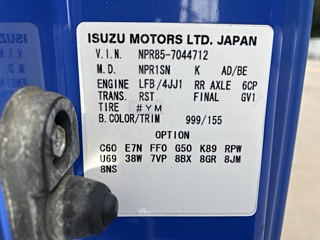 ISUZU MOTORS LTD. JAPAN
V.I.N. NPR85-7044712
M.D. NPR1SN K AD/BE
ENGINE LFB/4JJ1 RR AXLE 6CP
TRANS. RST FINAL GV1
TIRE #YM
B.COLOR/TRIM 999/155
OPTION
C60 E7N FF0 G50 K89 RPW
U69 38W 7VP 8BX 8GR 8JM
8NS